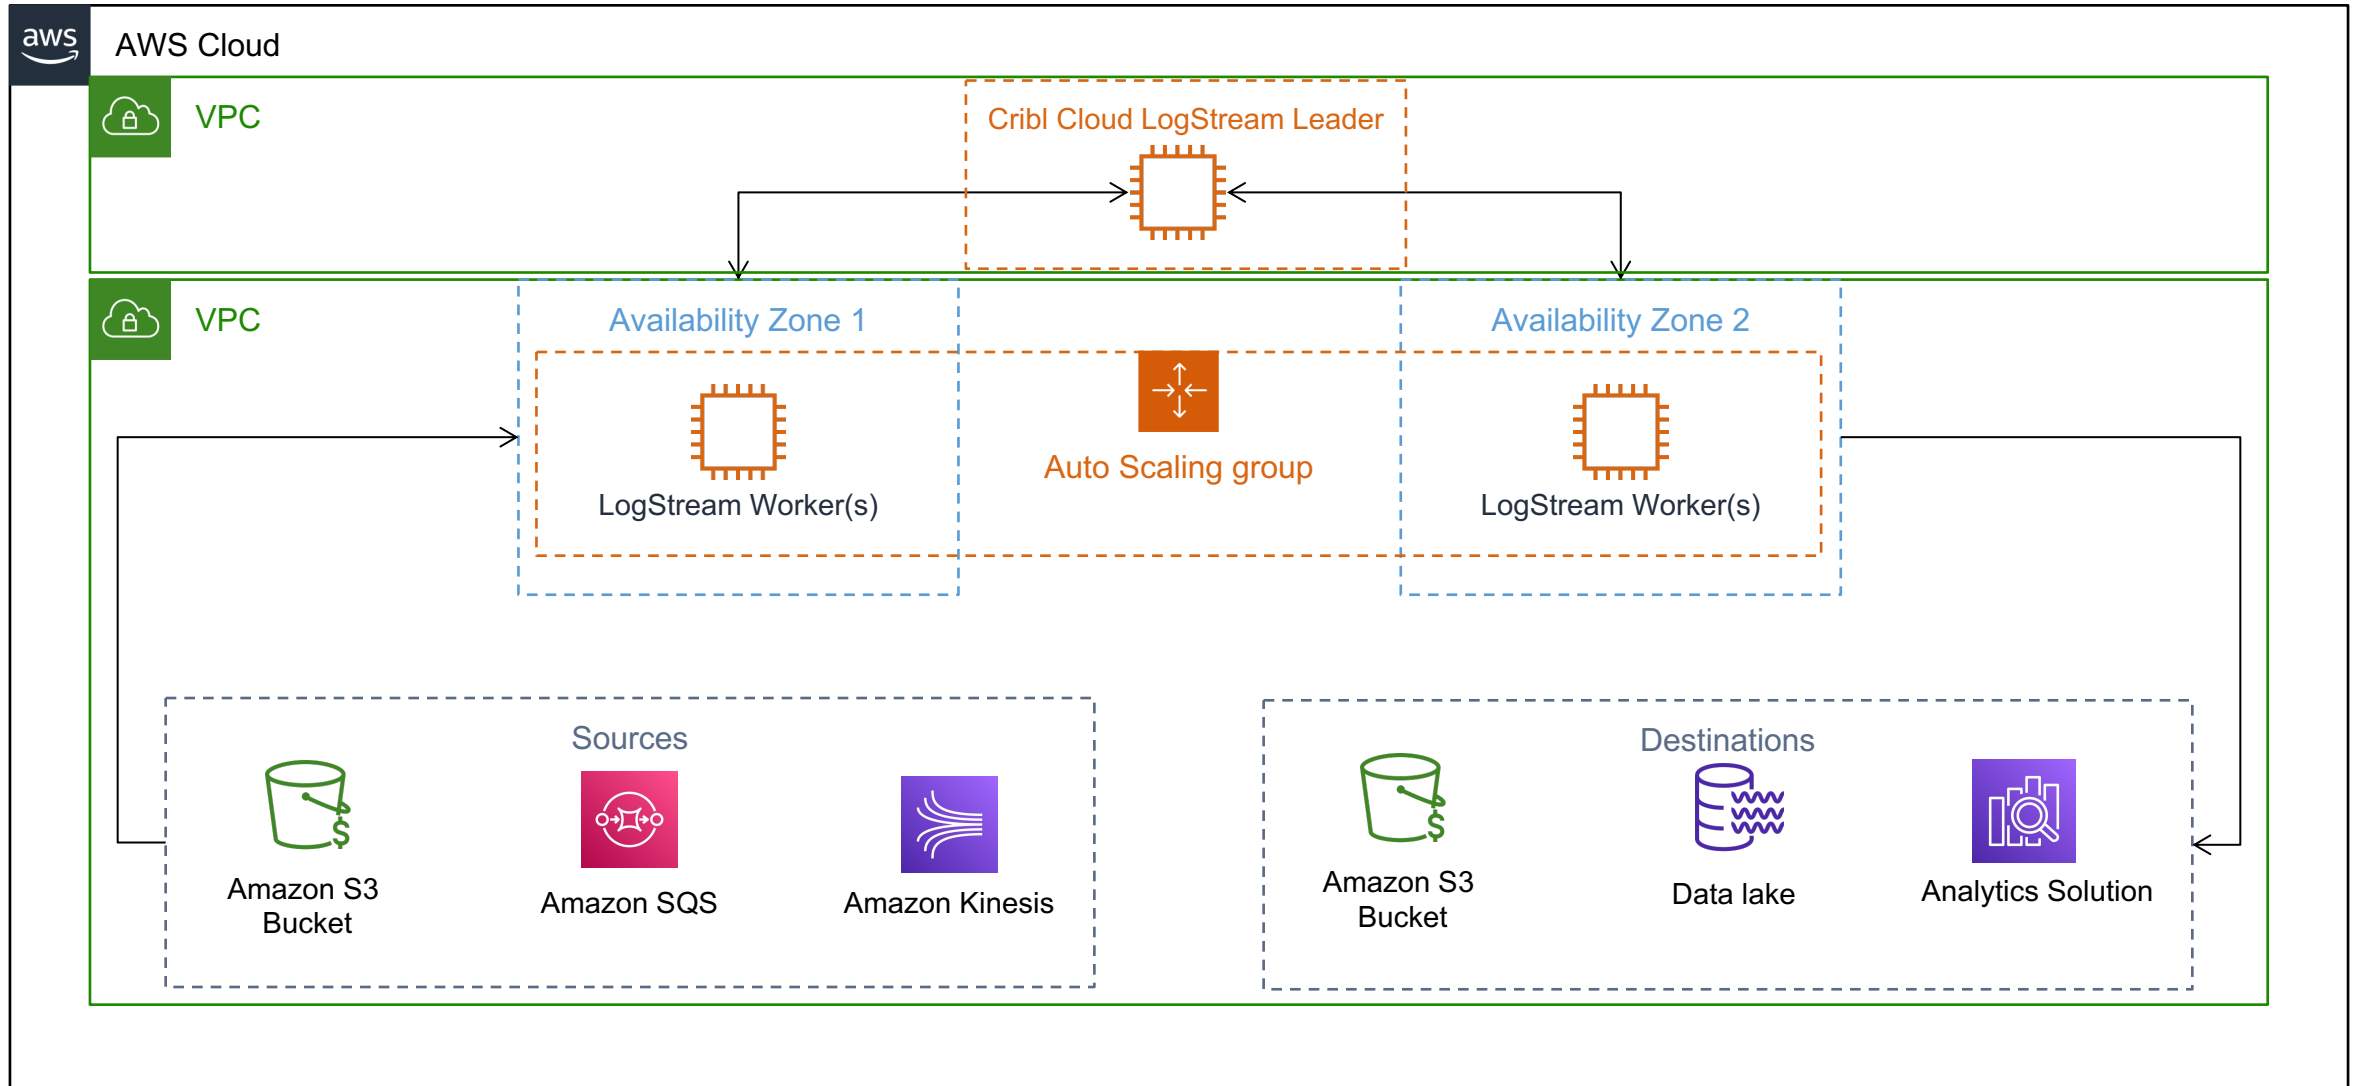 aws
AWS Cloud
VPC
Cribl Cloud LogStream Leader
VPC
Availability Zone 1
Availability Zone 2
Auto Scaling group
LogStream Worker(s)
LogStream Worker(s)
Sources
Amazon S3
Bucket
Amazon SQS
Amazon Kinesis
Destinations
Amazon S3
Bucket
Data lake
Analytics Solution